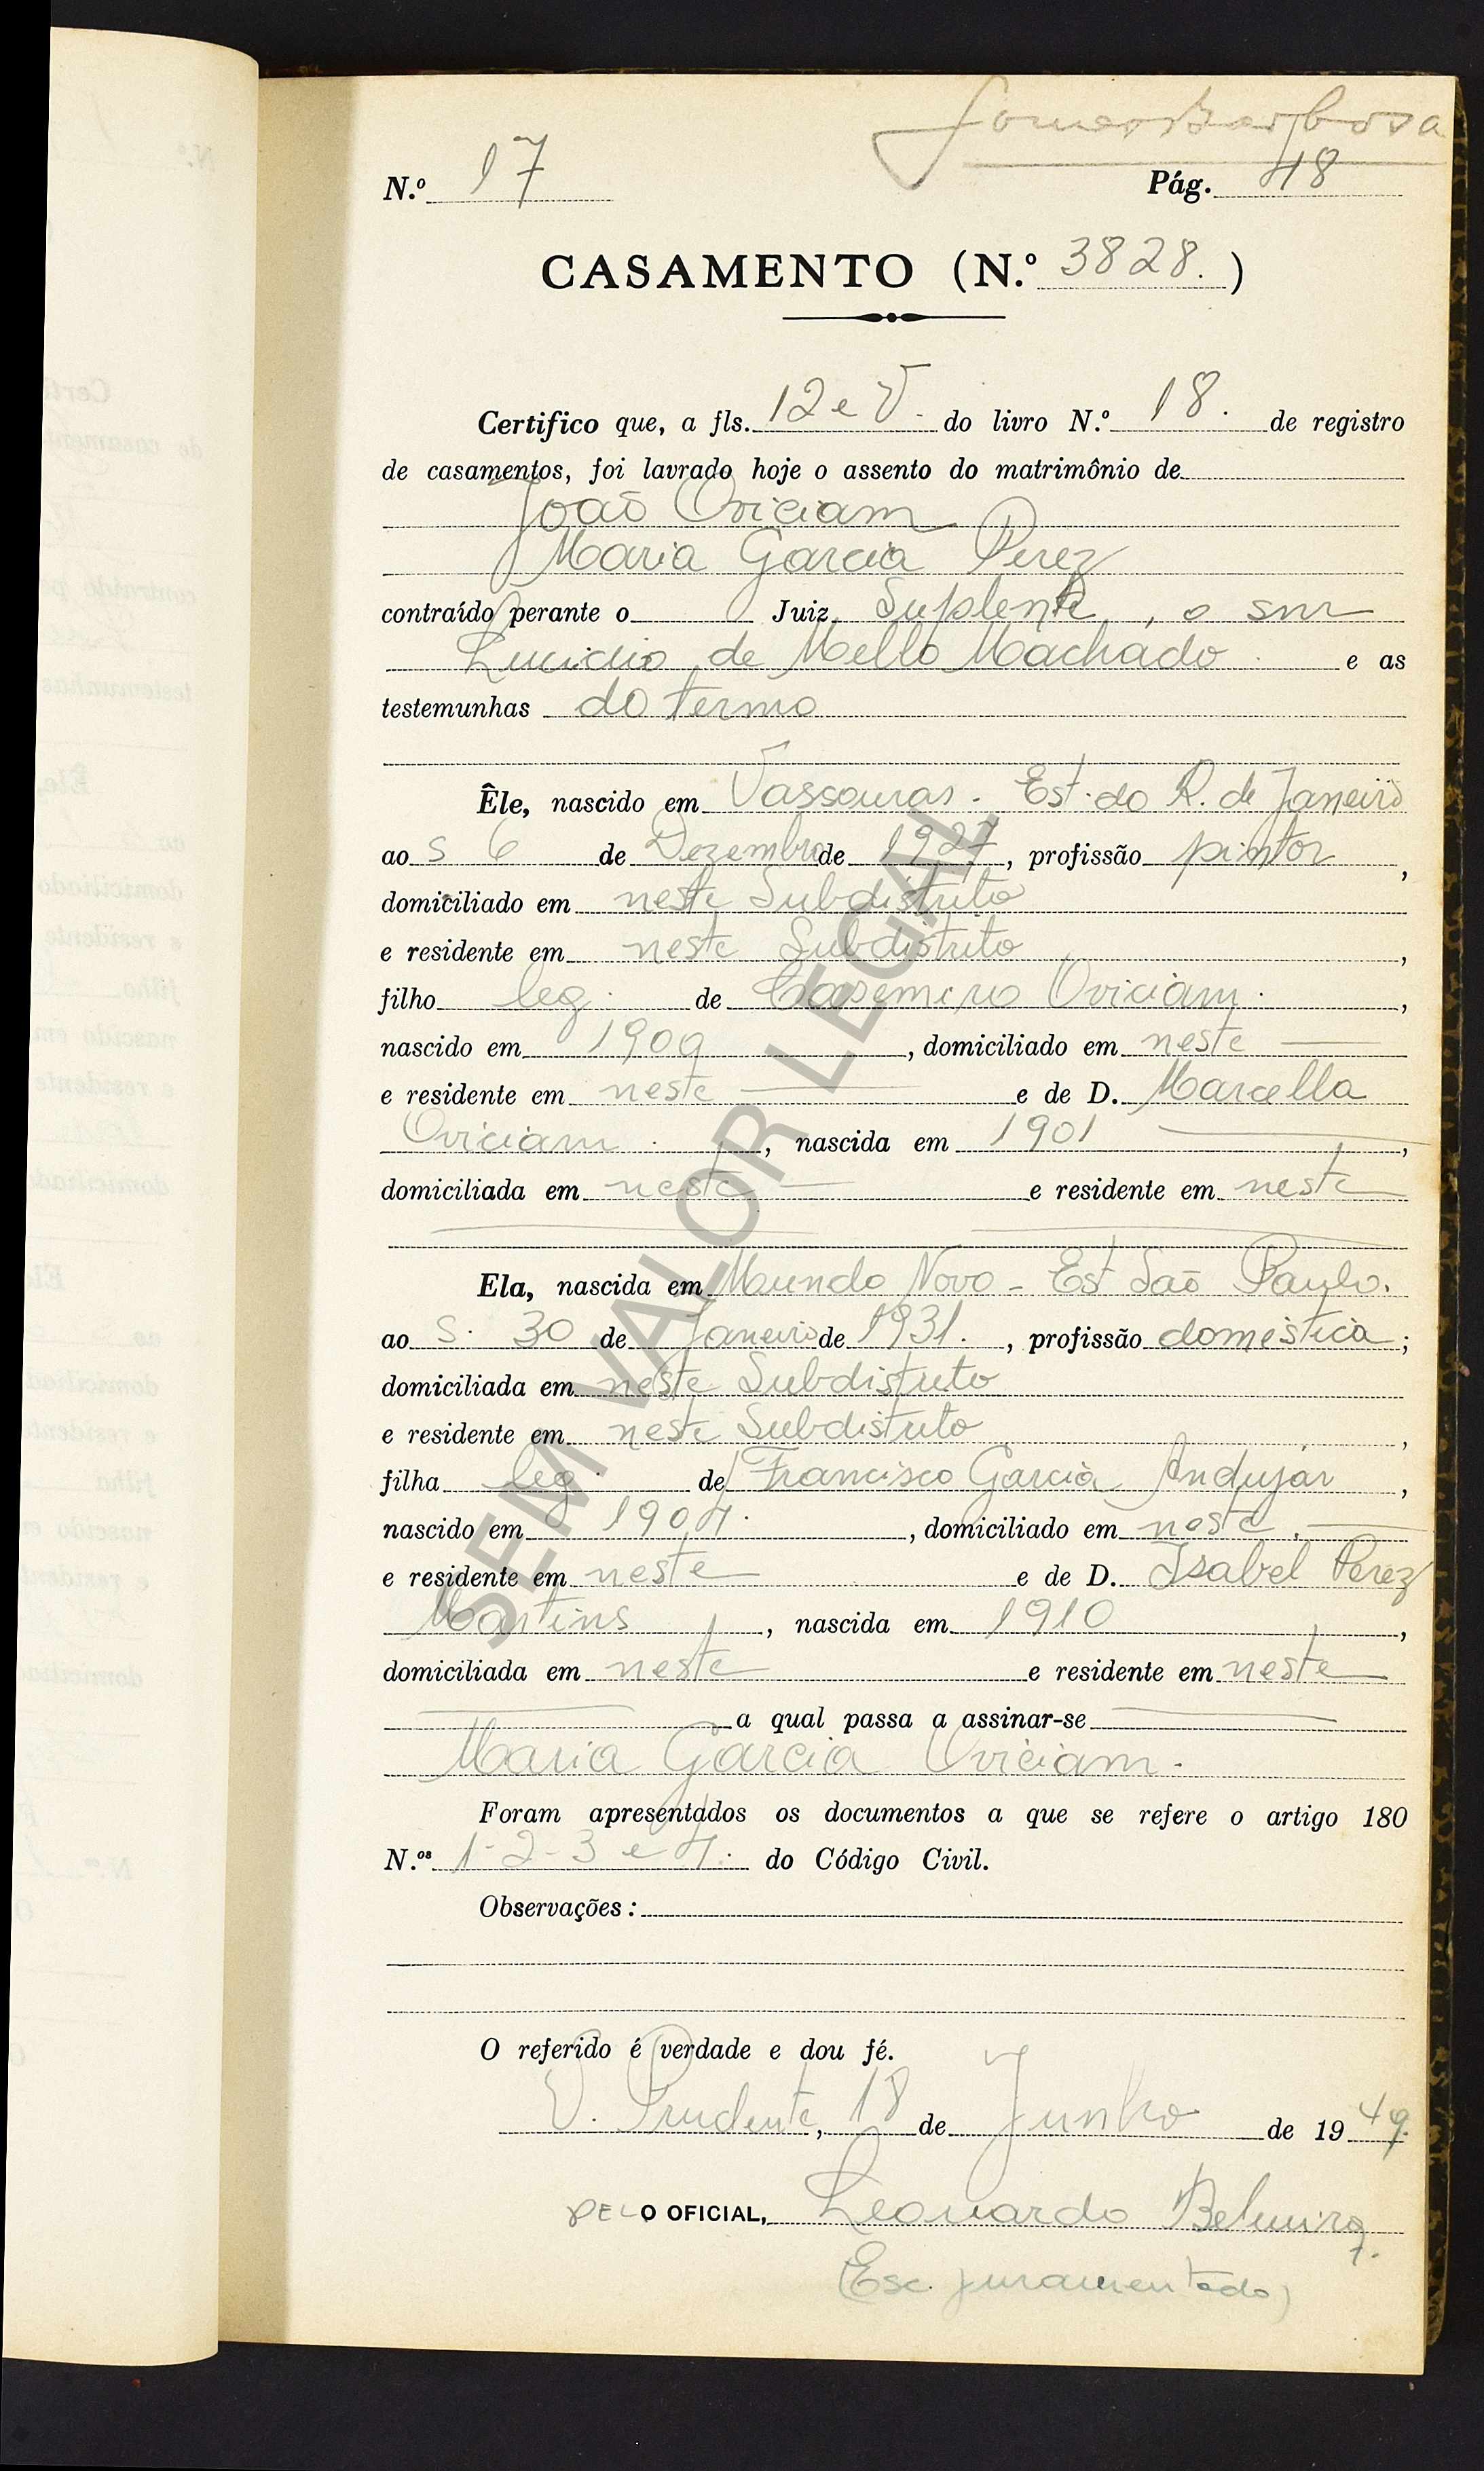 Gomes Barbosa
N.º 17 Pág. 48
CASAMENTO (N.º 3828.)
Certifico que, a fls. 12 e V. do livro N.º 18. de registro
de casamentos, foi lavrado hoje o assento do matrimônio de
João Oviciam
Maria Garcia Perez
contraído perante o Juiz Suplente, o snr
Lucidio de Mello Machado e as
testemunhas do termo
Êle, nascido em Vassouras - Est. do R. de Janeiro
ao s 6 de Dezembro de 1927, profissão pintor,
domiciliado em neste Subdistrito
e residente em neste Subdistrito,
filho leg. de Casemiro Oviciam.,
nascido em 1909, domiciliado em neste
e residente em neste e de D. Marcella
Oviciam., nascida em 1901,
domiciliada em neste e residente em neste
Ela, nascida em Mundo Novo - Est São Paulo.
ao s. 30 de Janeiro de 1931., profissão domestica;
domiciliada em neste Subdistrito
e residente em neste Subdistrito,
filha leg. de Francisco Garcia Andujar,
nascido em 1904., domiciliado em neste.
e residente em neste e de D. Isabel Perez
Martins, nascida em 1910,
domiciliada em neste e residente em neste
a qual passa a assinar-se
Maria Garcia Oviciam.
Foram apresentados os documentos a que se refere o artigo 180
N.os 1-2-3 e 4. do Código Civil.
Observações:
O referido é verdade e dou fé.
V. Prudente, 18 de Junho de 1949.
PELO OFICIAL, Leonardo Belmiro
(Esc. juramentado)
SEM VALOR LEGAL